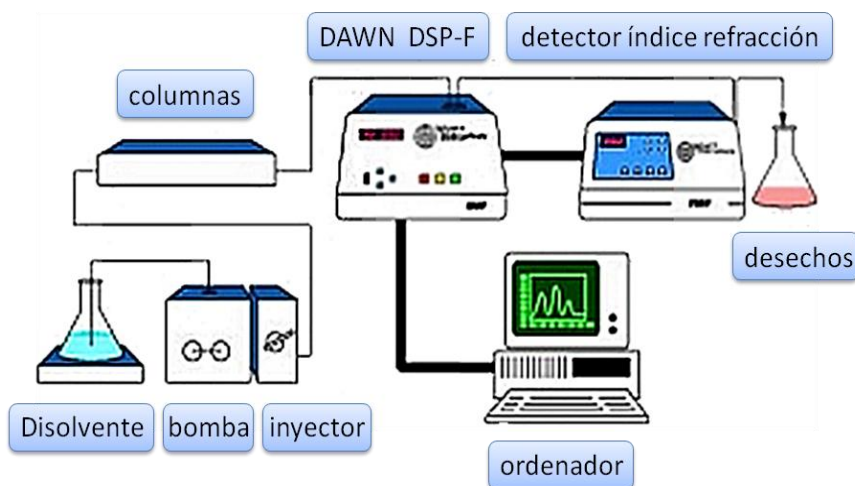 DAWN DSP-F
detector índice refracción
columnas
desechos
Disolvente
bomba
inyector
ordenador